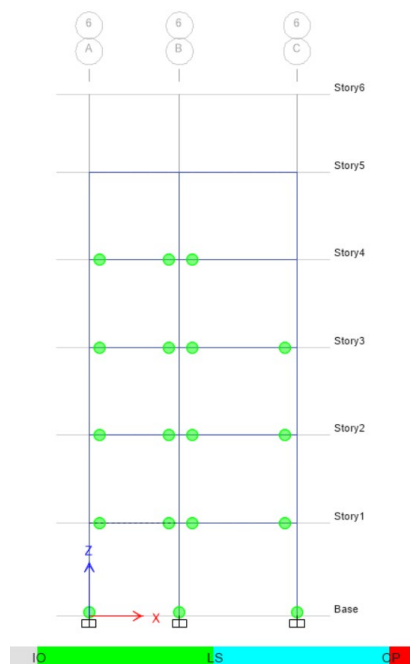 6 6 6
A B C
Story6
Story5
Story4
Story3
Story2
Story1
Z
X
Base
IO LS CP